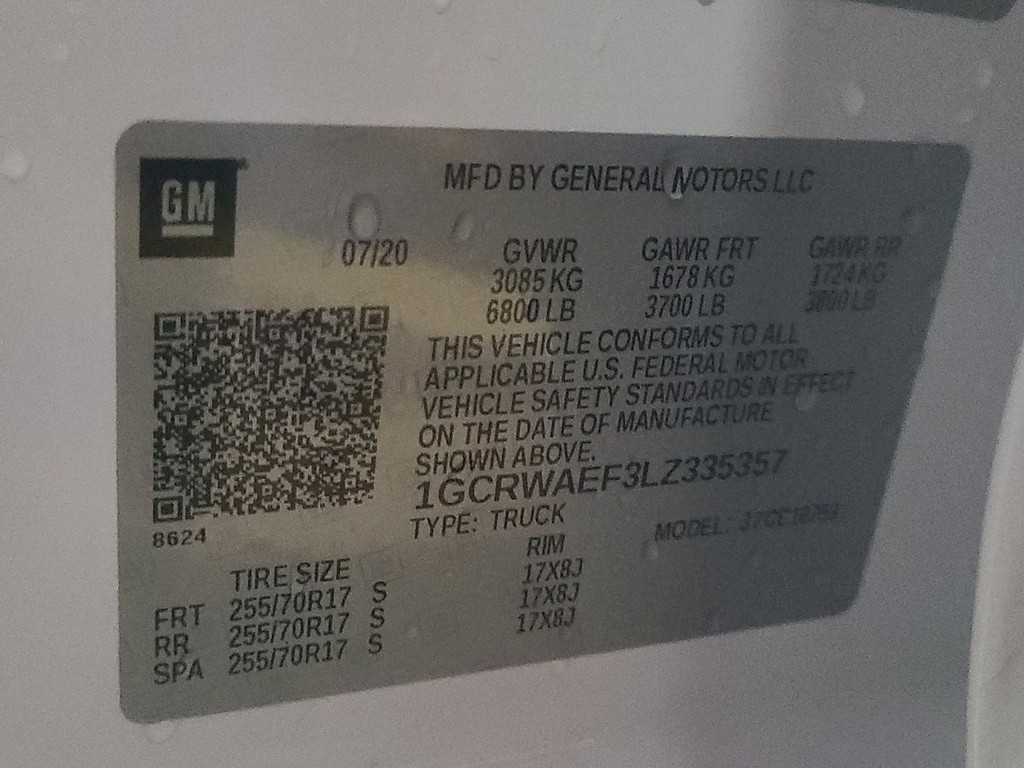 GM
MFD BY GENERAL MOTORS LLC
07/20 GVWR GAWR FRT GAWR RR
3085 KG 1678 KG 1724 KG
6800 LB 3700 LB 3800 LB
THIS VEHICLE CONFORMS TO ALL
APPLICABLE U.S. FEDERAL MOTOR
VEHICLE SAFETY STANDARDS IN EFFECT
ON THE DATE OF MANUFACTURE
SHOWN ABOVE.
1GCRWAEF3LZ335357
8624
TYPE: TRUCK MODEL:
TIRE SIZE RIM
FRT 255/70R17 S 17X8J
RR 255/70R17 S 17X8J
SPA 255/70R17 S 17X8J